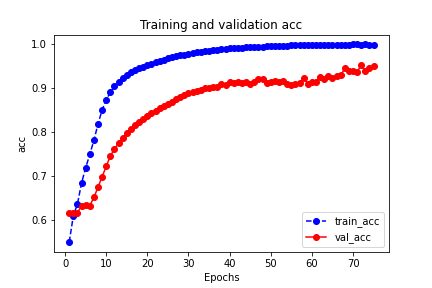 Training and validation acc
1.0
0.9
0.8
0.7
0.6
acc
0 10 20 30 40 50 60 70
Epochs
train_acc
val_acc